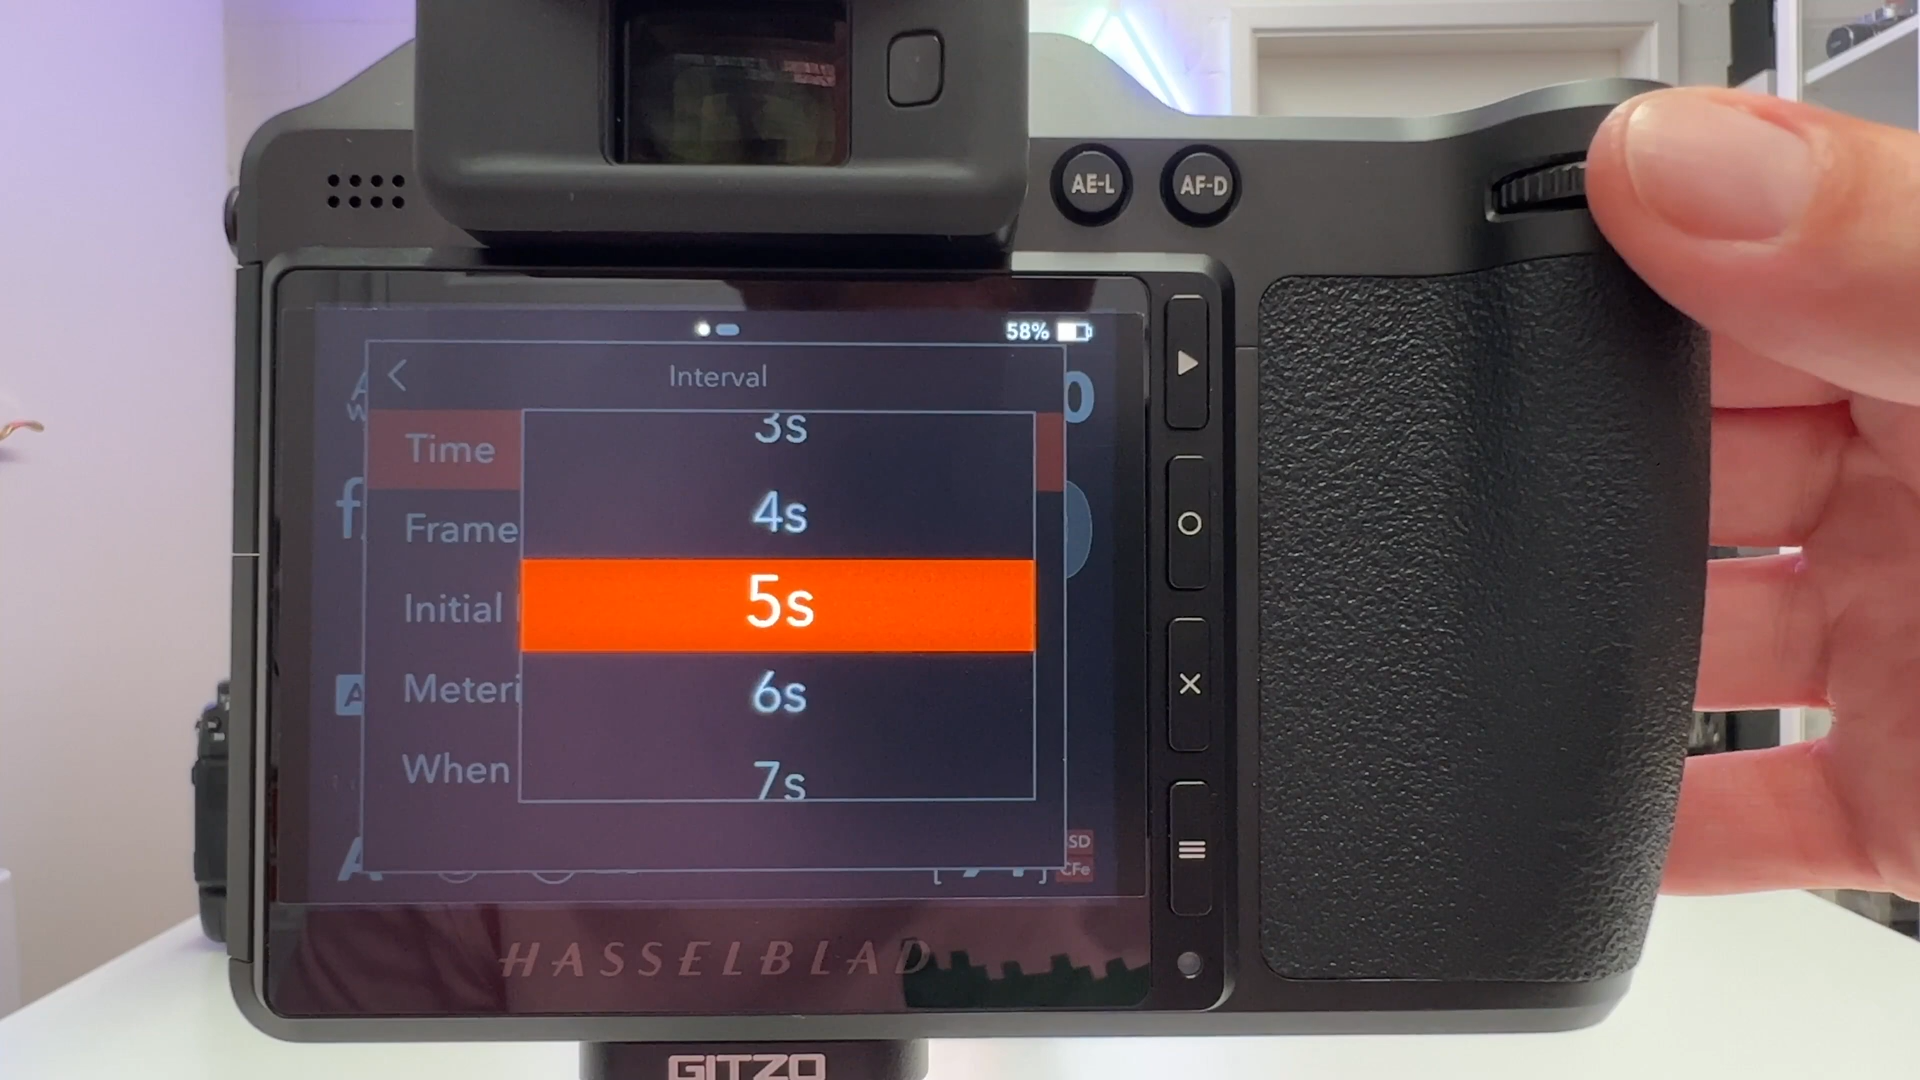 AE-L
AF-D
58%
Interval
Time
3s
4s
Frame
5s
Initial
6s
Meteri
When
7s
SD
CFe
HASSELBLAD
GITZO